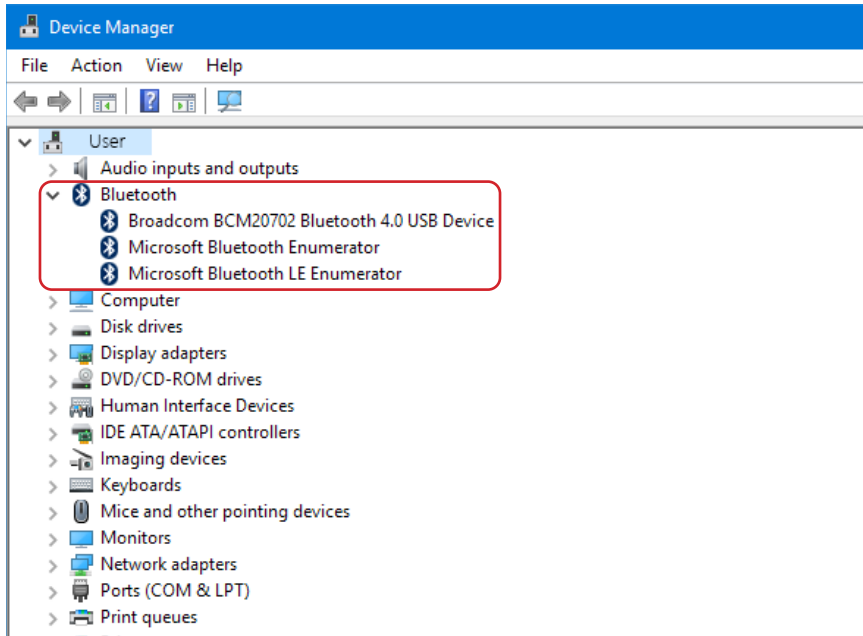 Device Manager
File Action View Help
User
Audio inputs and outputs
Bluetooth
Broadcom BCM20702 Bluetooth 4.0 USB Device
Microsoft Bluetooth Enumerator
Microsoft Bluetooth LE Enumerator
Computer
Disk drives
Display adapters
DVD/CD-ROM drives
Human Interface Devices
IDE ATA/ATAPI controllers
Imaging devices
Keyboards
Mice and other pointing devices
Monitors
Network adapters
Ports (COM & LPT)
Print queues